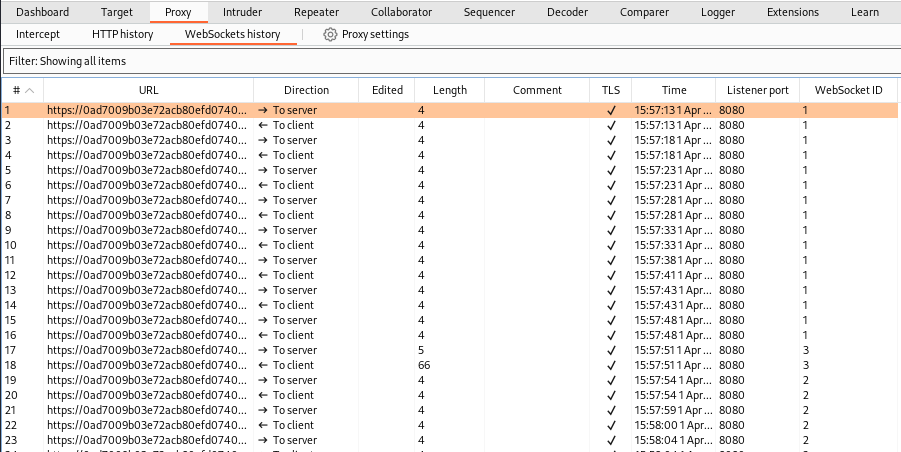 Dashboard Target Proxy Intruder Repeater Collaborator Sequencer Decoder Comparer Logger Extensions Learn
Intercept HTTP history WebSockets history Proxy settings
Filter: Showing all items
# URL Direction Edited Length Comment TLS Time Listener port WebSocket ID
1 https://0ad7009b03e72acb80efd0740... → To server 4 ✓ 15:57:13 1 Apr ... 8080 1
2 https://0ad7009b03e72acb80efd0740... ← To client 4 ✓ 15:57:13 1 Apr ... 8080 1
3 https://0ad7009b03e72acb80efd0740... → To server 4 ✓ 15:57:18 1 Apr ... 8080 1
4 https://0ad7009b03e72acb80efd0740... ← To client 4 ✓ 15:57:18 1 Apr ... 8080 1
5 https://0ad7009b03e72acb80efd0740... → To server 4 ✓ 15:57:23 1 Apr ... 8080 1
6 https://0ad7009b03e72acb80efd0740... ← To client 4 ✓ 15:57:23 1 Apr ... 8080 1
7 https://0ad7009b03e72acb80efd0740... → To server 4 ✓ 15:57:28 1 Apr ... 8080 1
8 https://0ad7009b03e72acb80efd0740... ← To client 4 ✓ 15:57:28 1 Apr ... 8080 1
9 https://0ad7009b03e72acb80efd0740... → To server 4 ✓ 15:57:33 1 Apr ... 8080 1
10 https://0ad7009b03e72acb80efd0740... ← To client 4 ✓ 15:57:33 1 Apr ... 8080 1
11 https://0ad7009b03e72acb80efd0740... → To server 4 ✓ 15:57:38 1 Apr ... 8080 1
12 https://0ad7009b03e72acb80efd0740... ← To client 4 ✓ 15:57:41 1 Apr ... 8080 1
13 https://0ad7009b03e72acb80efd0740... → To server 4 ✓ 15:57:43 1 Apr ... 8080 1
14 https://0ad7009b03e72acb80efd0740... ← To client 4 ✓ 15:57:43 1 Apr ... 8080 1
15 https://0ad7009b03e72acb80efd0740... → To server 4 ✓ 15:57:48 1 Apr ... 8080 1
16 https://0ad7009b03e72acb80efd0740... ← To client 4 ✓ 15:57:48 1 Apr ... 8080 1
17 https://0ad7009b03e72acb80efd0740... → To server 5 ✓ 15:57:51 1 Apr ... 8080 3
18 https://0ad7009b03e72acb80efd0740... ← To client 66 ✓ 15:57:51 1 Apr ... 8080 3
19 https://0ad7009b03e72acb80efd0740... → To server 4 ✓ 15:57:54 1 Apr ... 8080 2
20 https://0ad7009b03e72acb80efd0740... ← To client 4 ✓ 15:57:54 1 Apr ... 8080 2
21 https://0ad7009b03e72acb80efd0740... → To server 4 ✓ 15:57:59 1 Apr ... 8080 2
22 https://0ad7009b03e72acb80efd0740... ← To client 4 ✓ 15:58:00 1 Apr ... 8080 2
23 https://0ad7009b03e72acb80efd0740... → To server 4 ✓ 15:58:04 1 Apr ... 8080 2